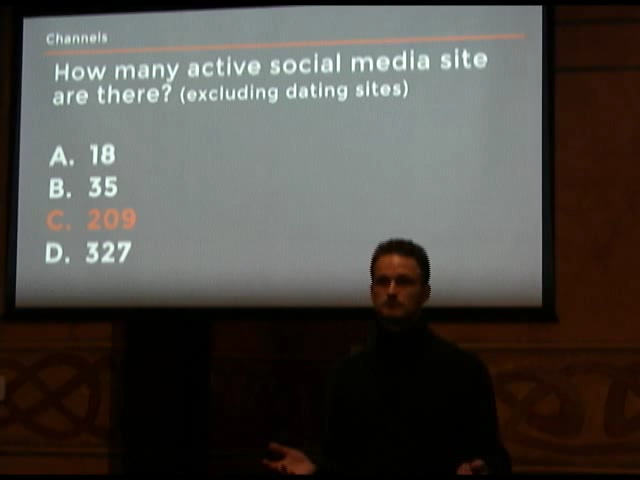 Channels
How many active social media site
are there? (excluding dating sites)
A. 18
B. 35
C. 209
D. 327